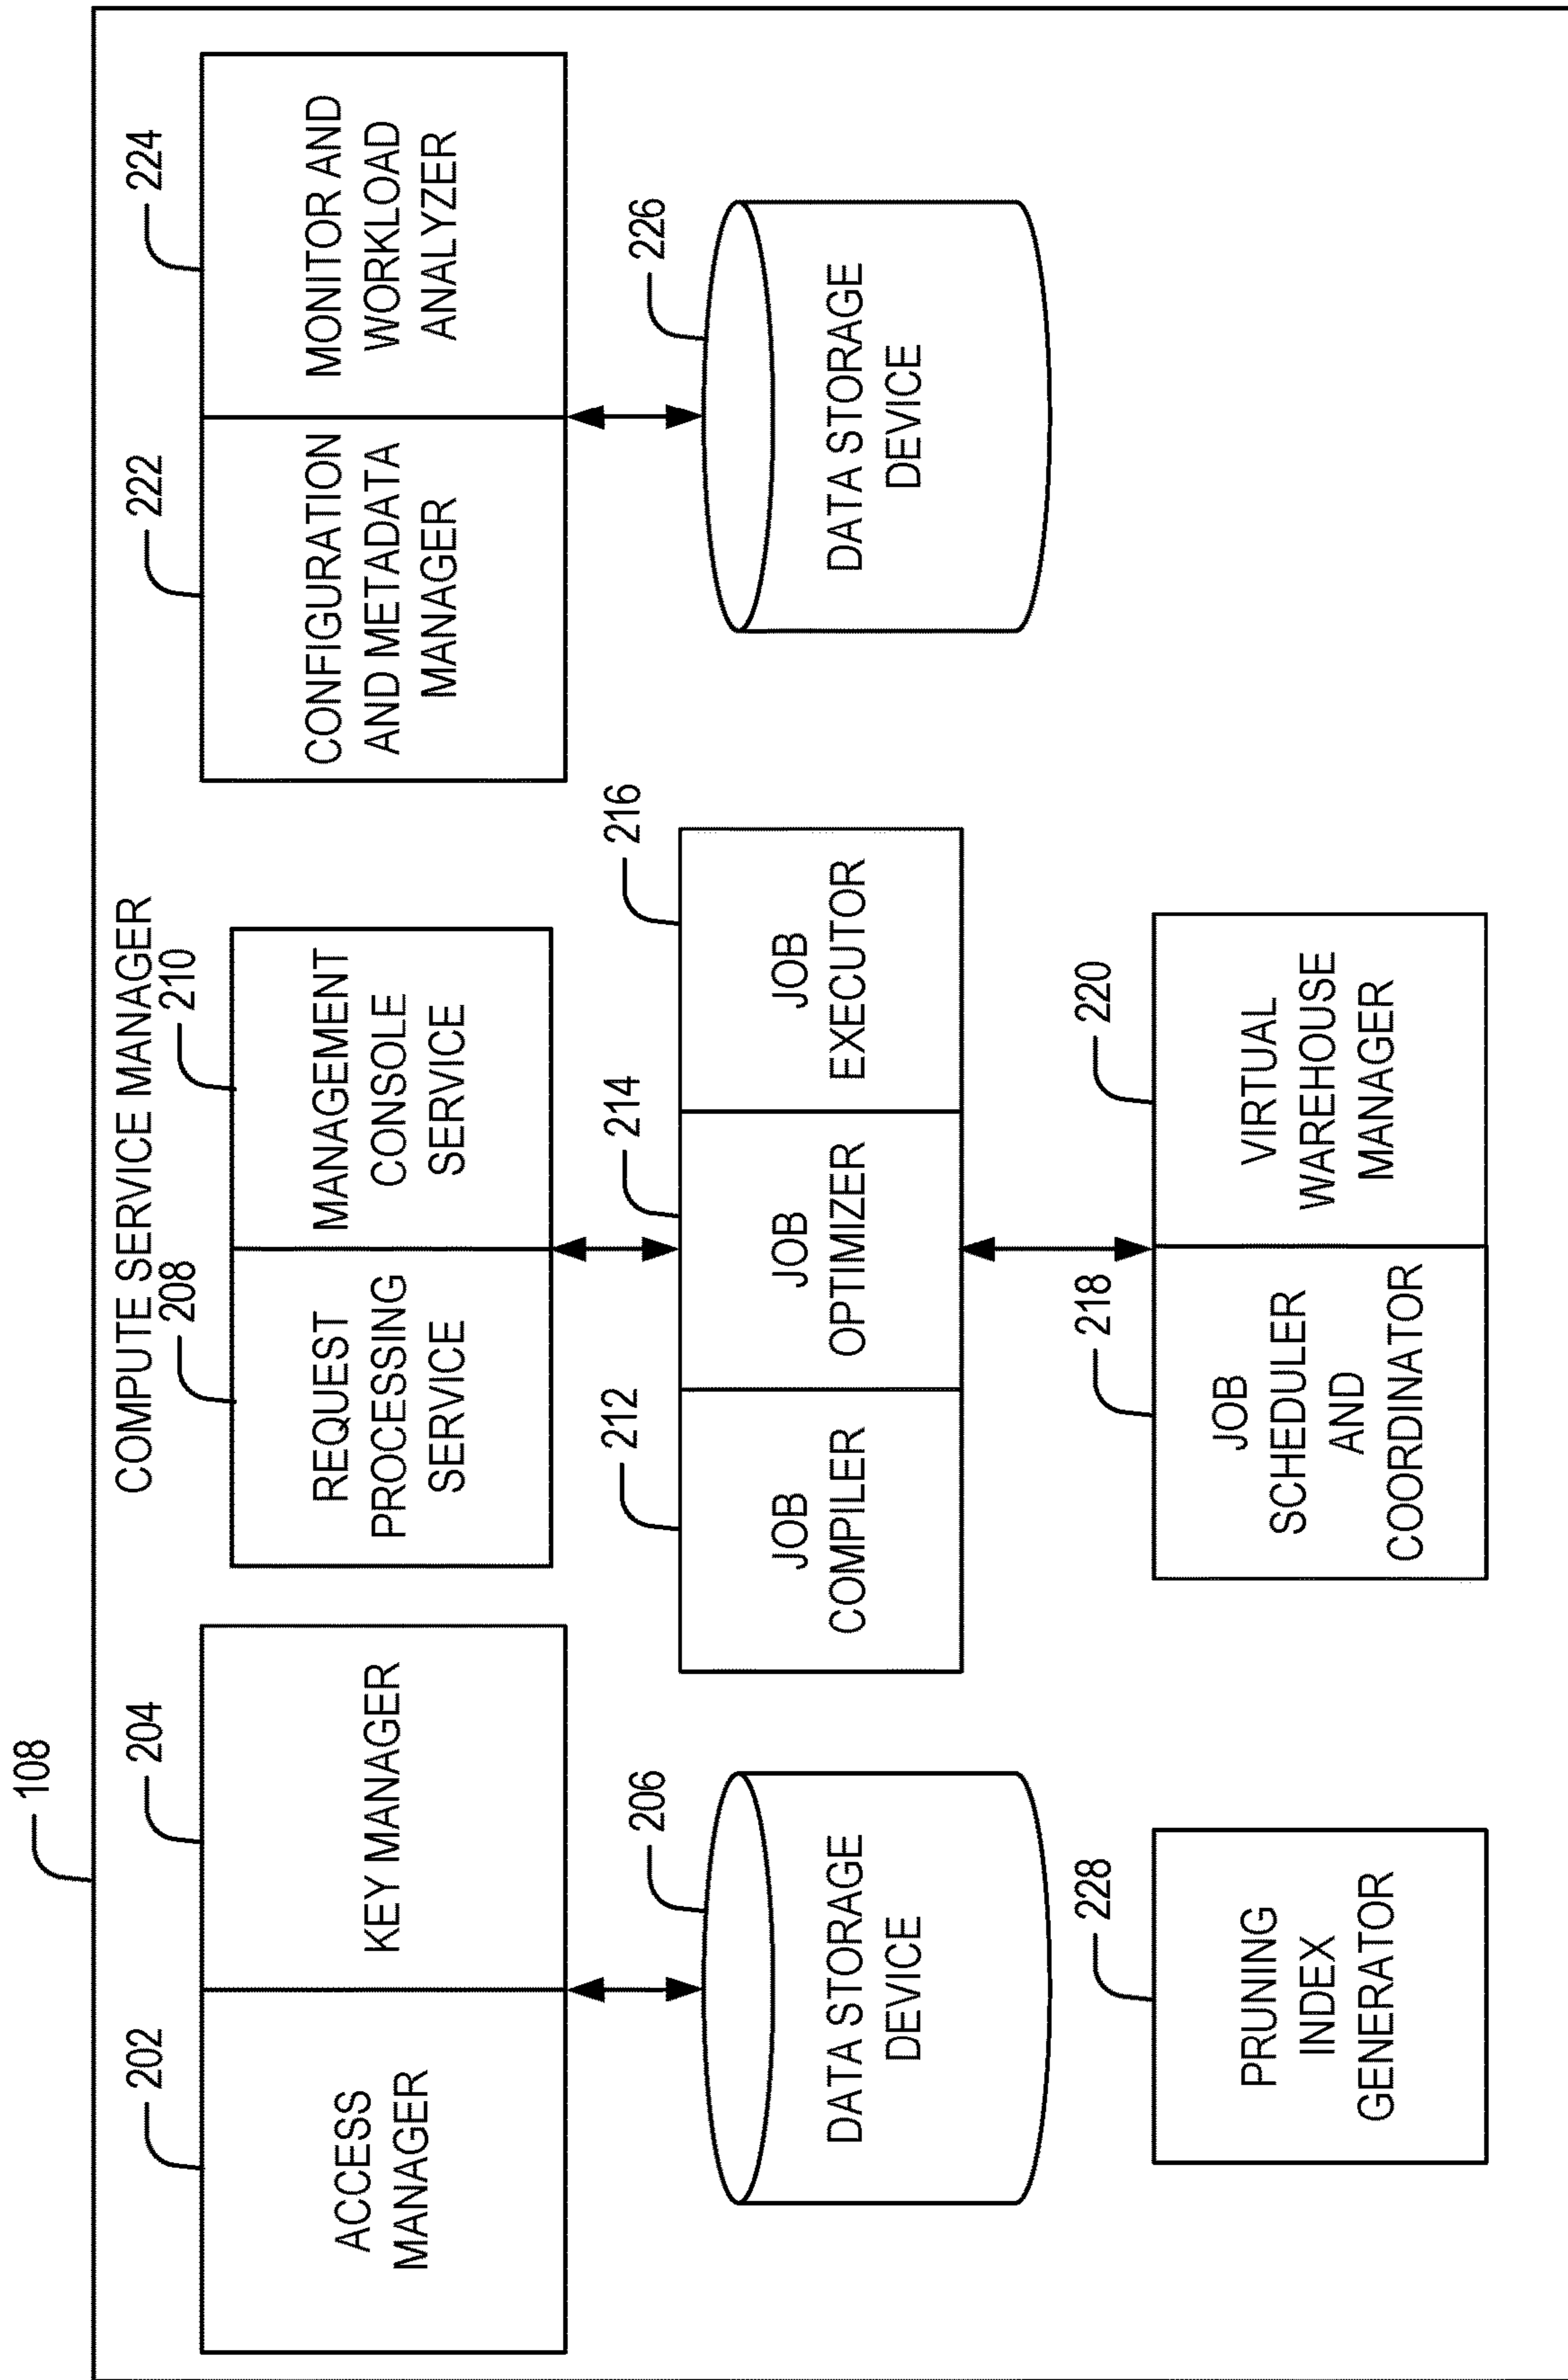 108
COMPUTE SERVICE MANAGER
202
204
ACCESS
MANAGER
KEY MANAGER
208
210
REQUEST
PROCESSING
SERVICE
MANAGEMENT
CONSOLE
SERVICE
222
224
CONFIGURATION
AND METADATA
MANAGER
MONITOR AND
WORKLOAD
ANALYZER
206
DATA STORAGE
DEVICE
212
214
216
JOB
COMPILER
JOB
OPTIMIZER
JOB
EXECUTOR
226
DATA STORAGE
DEVICE
228
PRUNING
INDEX
GENERATOR
218
220
JOB
SCHEDULER
AND
COORDINATOR
VIRTUAL
WAREHOUSE
MANAGER